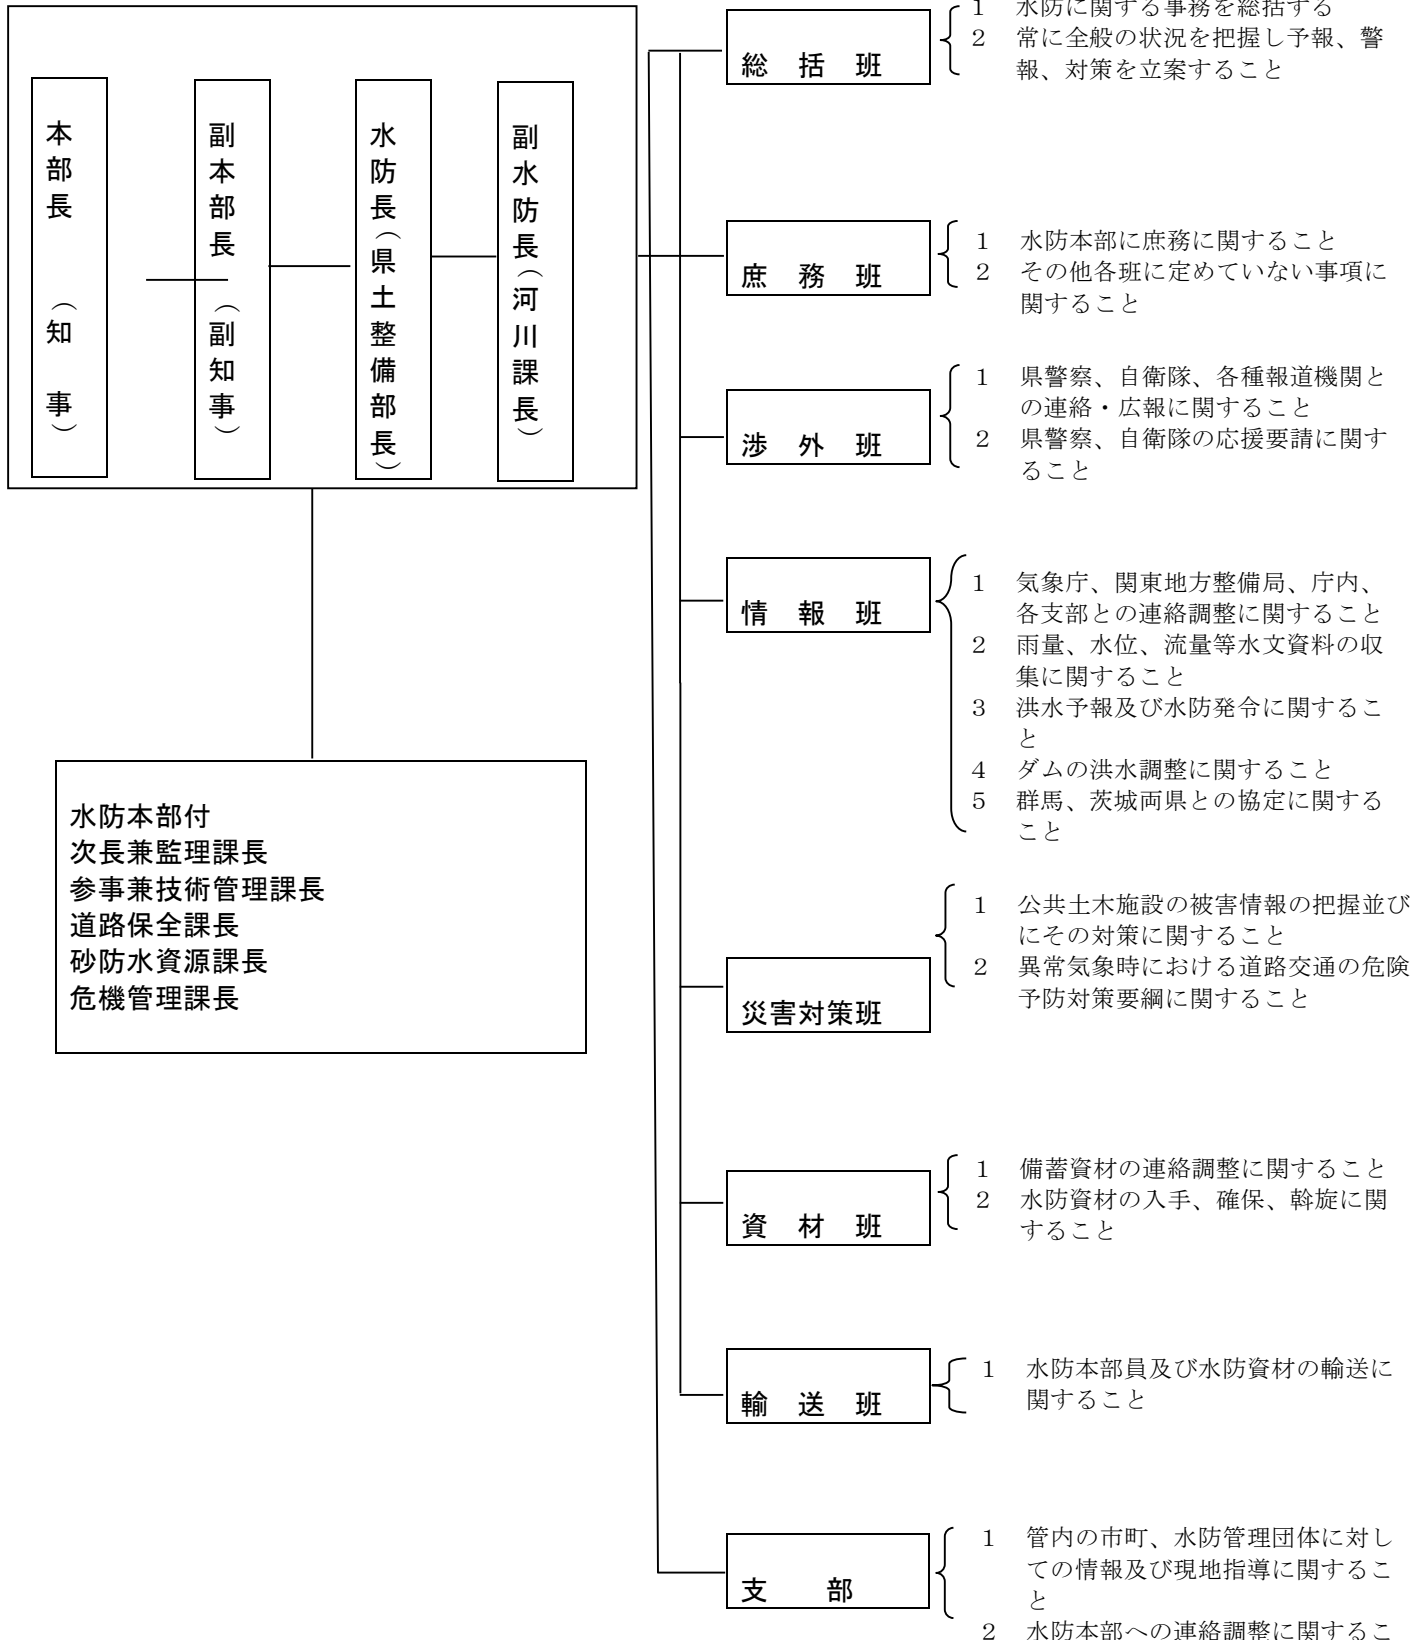 本部長　（知　事）
副本部長　（副知事）
水防長（県土整備部長）
副水防長（河川課長）
水防本部付
次長兼監理課長
参事兼技術管理課長
道路保全課長
砂防水資源課長
危機管理課長
総　括　班
１　水防に関する事務を総括する
２　常に全般の状況を把握し予報、警
報、対策を立案すること
庶　務　班
１　水防本部に庶務に関すること
２　その他各班に定めていない事項に
関すること
渉　外　班
１　県警察、自衛隊、各種報道機関と
の連絡・広報に関すること
２　県警察、自衛隊の応援要請に関す
ること
情　報　班
１　気象庁、関東地方整備局、庁内、
各支部との連絡調整に関すること
２　雨量、水位、流量等水文資料の収
集に関すること
３　洪水予報及び水防発令に関するこ
と
４　ダムの洪水調整に関すること
５　群馬、茨城両県との協定に関する
こと
災害対策班
１　公共土木施設の被害情報の把握並び
にその対策に関すること
２　異常気象時における道路交通の危険
予防対策要綱に関すること
資　材　班
１　備蓄資材の連絡調整に関すること
２　水防資材の入手、確保、斡旋に関
すること
輸　送　班
１　水防本部員及び水防資材の輸送に
関すること
支　　部
１　管内の市町、水防管理団体に対し
ての情報及び現地指導に関するこ
と
２　水防本部への連絡調整に関するこ